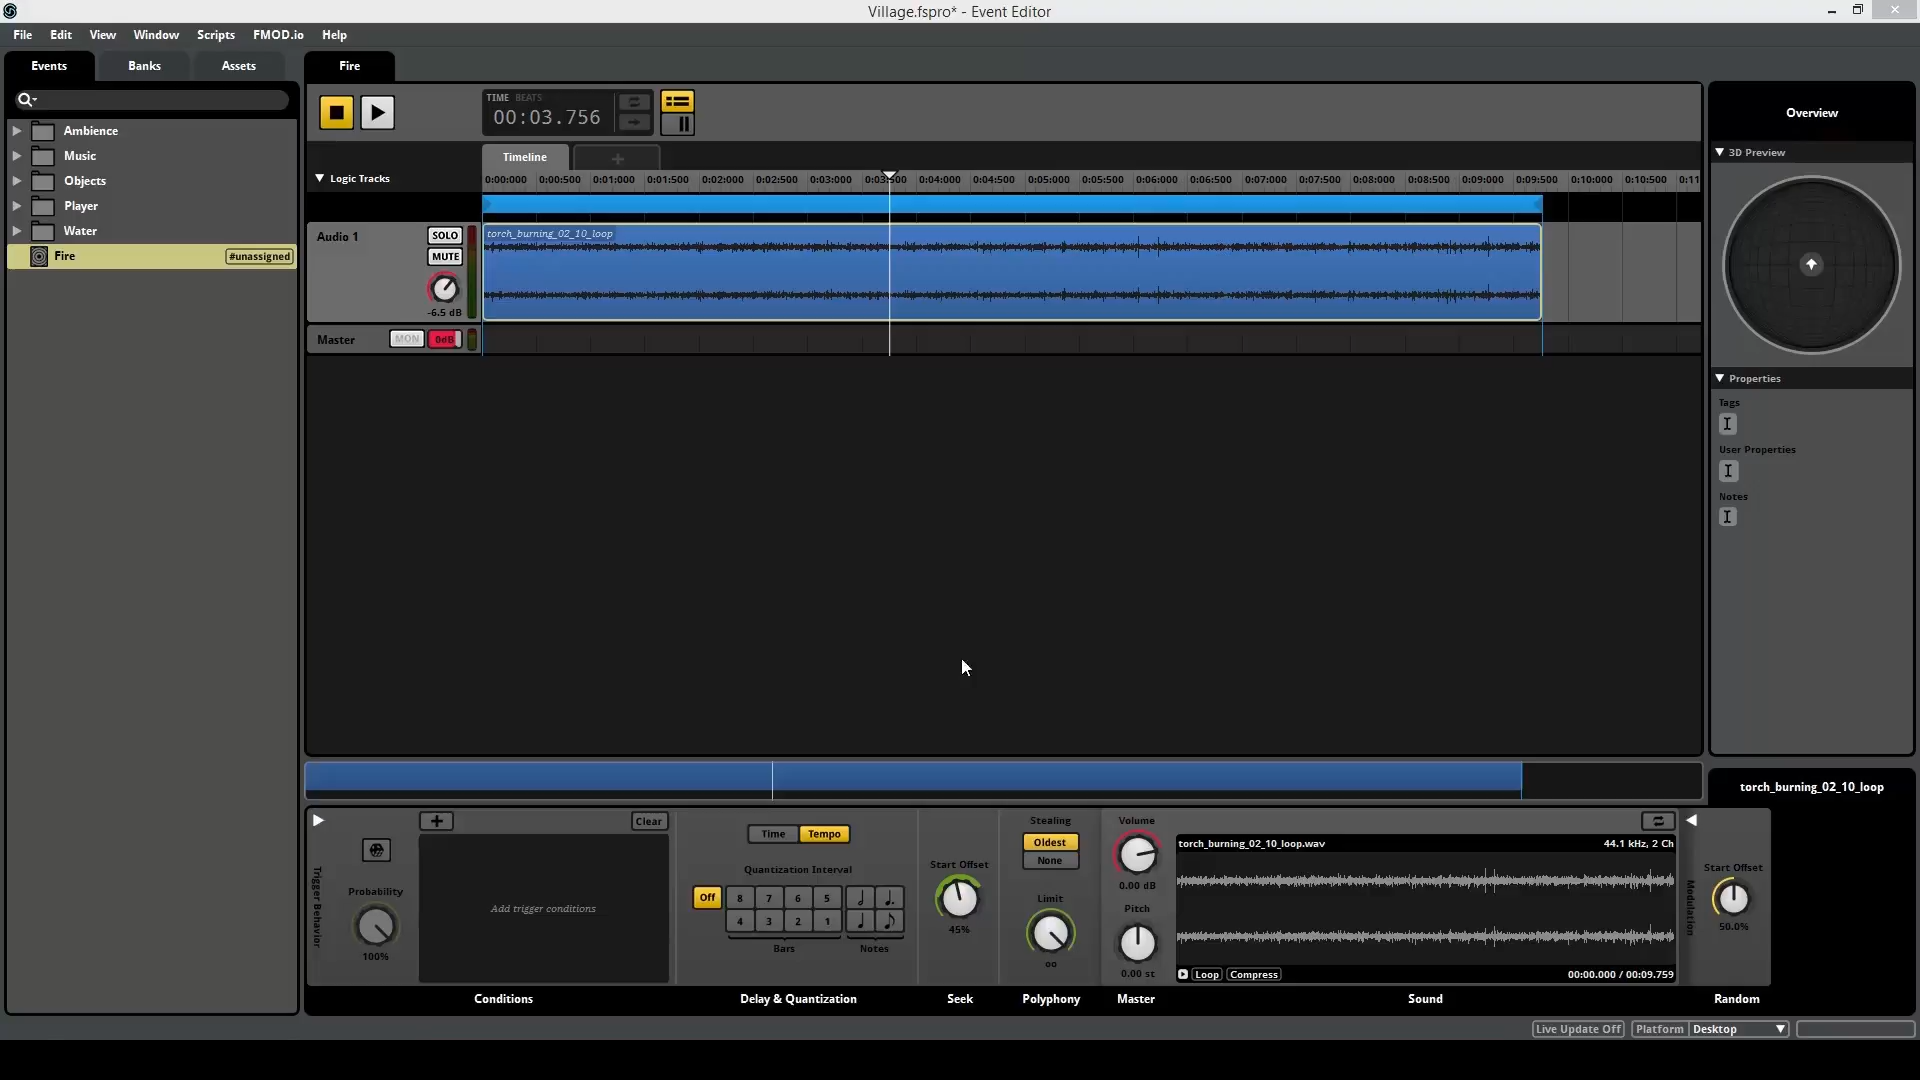 Village.fspro* - Event Editor
File Edit View Window Scripts FMOD.io Help
Events Banks Assets
Fire
Ambience
Music
Objects
Player
Water
Fire #unassigned
TIME BEATS
00:03.756
Timeline +
Logic Tracks
0:00:000 0:00:500 0:01:000 0:01:500 0:02:000 0:02:500 0:03:000 0:03:500 0:04:000 0:04:500 0:05:000 0:05:500 0:06:000 0:06:500 0:07:000 0:07:500 0:08:000 0:08:500 0:09:000 0:09:500 0:10:000 0:10:500 0:11
Audio 1 SOLO
MUTE
-6.5 dB
torch_burning_02_10_loop
Master MON 0dB
Overview
3D Preview
Properties
Tags
User Properties
Notes
torch_burning_02_10_loop
Trigger Behavior
Probability
100%
+ Clear
Add trigger conditions
Conditions
Time Tempo
Quantization Interval
Off 8 7 6 5
4 3 2 1
Bars Notes
Delay & Quantization
Start Offset
45%
Seek
Stealing
Oldest
None
Limit
∞
Polyphony
Volume
0.00 dB
Pitch
0.00 st
Master
torch_burning_02_10_loop.wav 44.1 kHz, 2 Ch
Loop Compress 00:00.000 / 00:09.759
Sound
Modulation
Start Offset
50.0%
Random
Live Update Off Platform Desktop